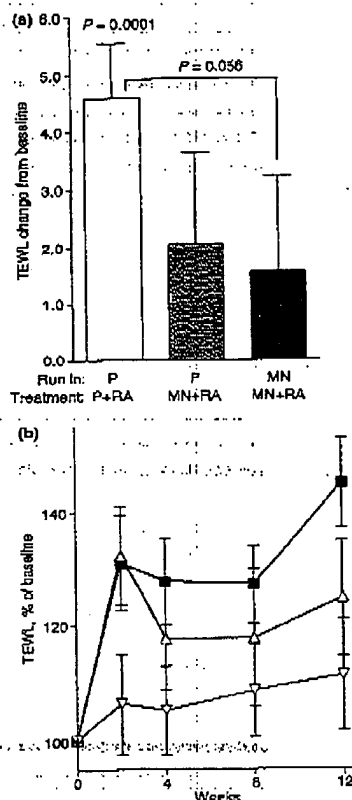 (a) 6.0
P = 0.0001
P = 0.056
5.0
4.0
3.0
2.0
1.0
0.0
TEWL change from baseline
Run In: P P MN
Treatment: P+RA MN+RA MN+RA
(b)
140
120
100
TEWL, % of baseline
0 4 8 12
Weeks